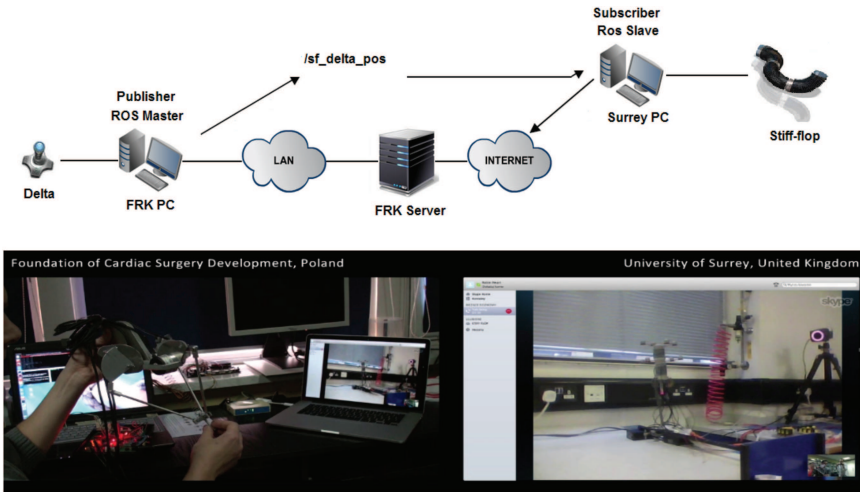 Subscriber
Ros Slave
/sf_delta_pos
Publisher
ROS Master
Surrey PC
Stiff-flop
LAN
INTERNET
Delta
FRK PC
FRK Server
Foundation of Cardiac Surgery Development, Poland
University of Surrey, United Kingdom
skype